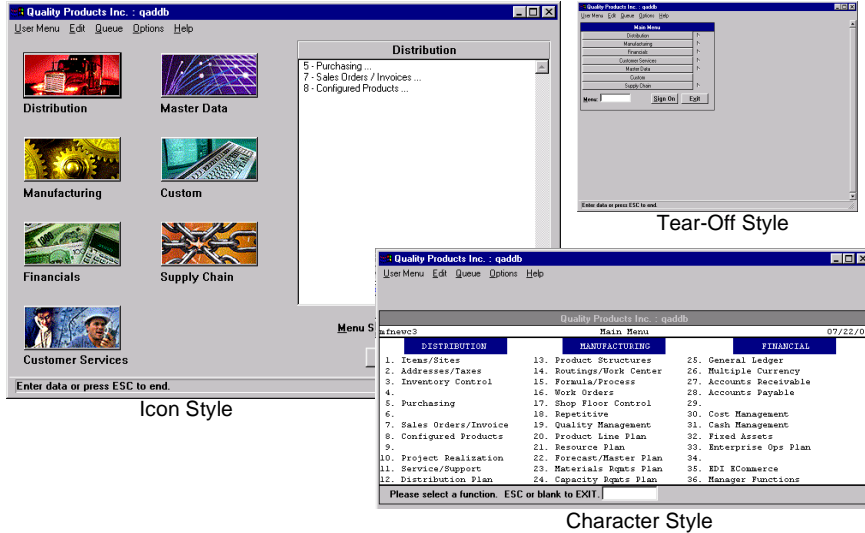 Quality Products Inc. : qaddb
User Menu Edit Queue Options Help
Distribution
5 - Purchasing ...
7 - Sales Orders / Invoices ...
8 - Configured Products ...
Distribution
Master Data
Manufacturing
Custom
Financials
Supply Chain
Customer Services
Menu S
Enter data or press ESC to end.
Icon Style
Quality Products Inc. : qaddb
User Menu Edit Queue Options Help
Main Menu
Distribution
Manufacturing
Financials
Customer Services
Master Data
Custom
Supply Chain
Menu: Sign On Exit
Enter data or press ESC to end.
Tear-Off Style
Quality Products Inc. : qaddb
User Menu Edit Queue Options Help
Quality Products Inc. : qaddb
mfnewc3 Main Menu 07/22/0
DISTRIBUTION MANUFACTURING FINANCIAL
1. Items/Sites 13. Product Structures 25. General Ledger
2. Addresses/Taxes 14. Routings/Work Center 26. Multiple Currency
3. Inventory Control 15. Formula/Process 27. Accounts Receivable
4. 16. Work Orders 28. Accounts Payable
5. Purchasing 17. Shop Floor Control 29.
6. 18. Repetitive 30. Cost Management
7. Sales Orders/Invoice 19. Quality Management 31. Cash Management
8. Configured Products 20. Product Line Plan 32. Fixed Assets
9. 21. Resource Plan 33. Enterprise Ops Plan
10. Project Realization 22. Forecast/Master Plan 34.
11. Service/Support 23. Materials Rqmts Plan 35. EDI ECommerce
12. Distribution Plan 24. Capacity Rqmts Plan 36. Manager Functions
Please select a function. ESC or blank to EXIT.
Character Style